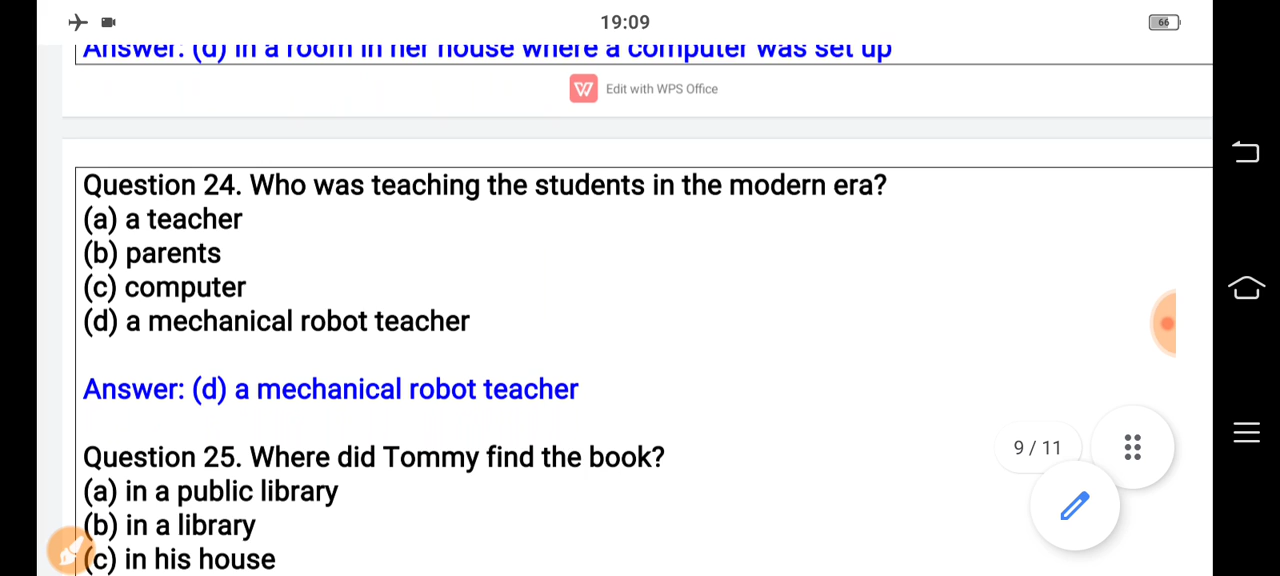 19:09
66
Answer: (d) in a room in her house where a computer was set up
Edit with WPS Office
Question 24. Who was teaching the students in the modern era?
(a) a teacher
(b) parents
(c) computer
(d) a mechanical robot teacher
Answer: (d) a mechanical robot teacher
Question 25. Where did Tommy find the book?
(a) in a public library
(b) in a library
(c) in his house
9 / 11